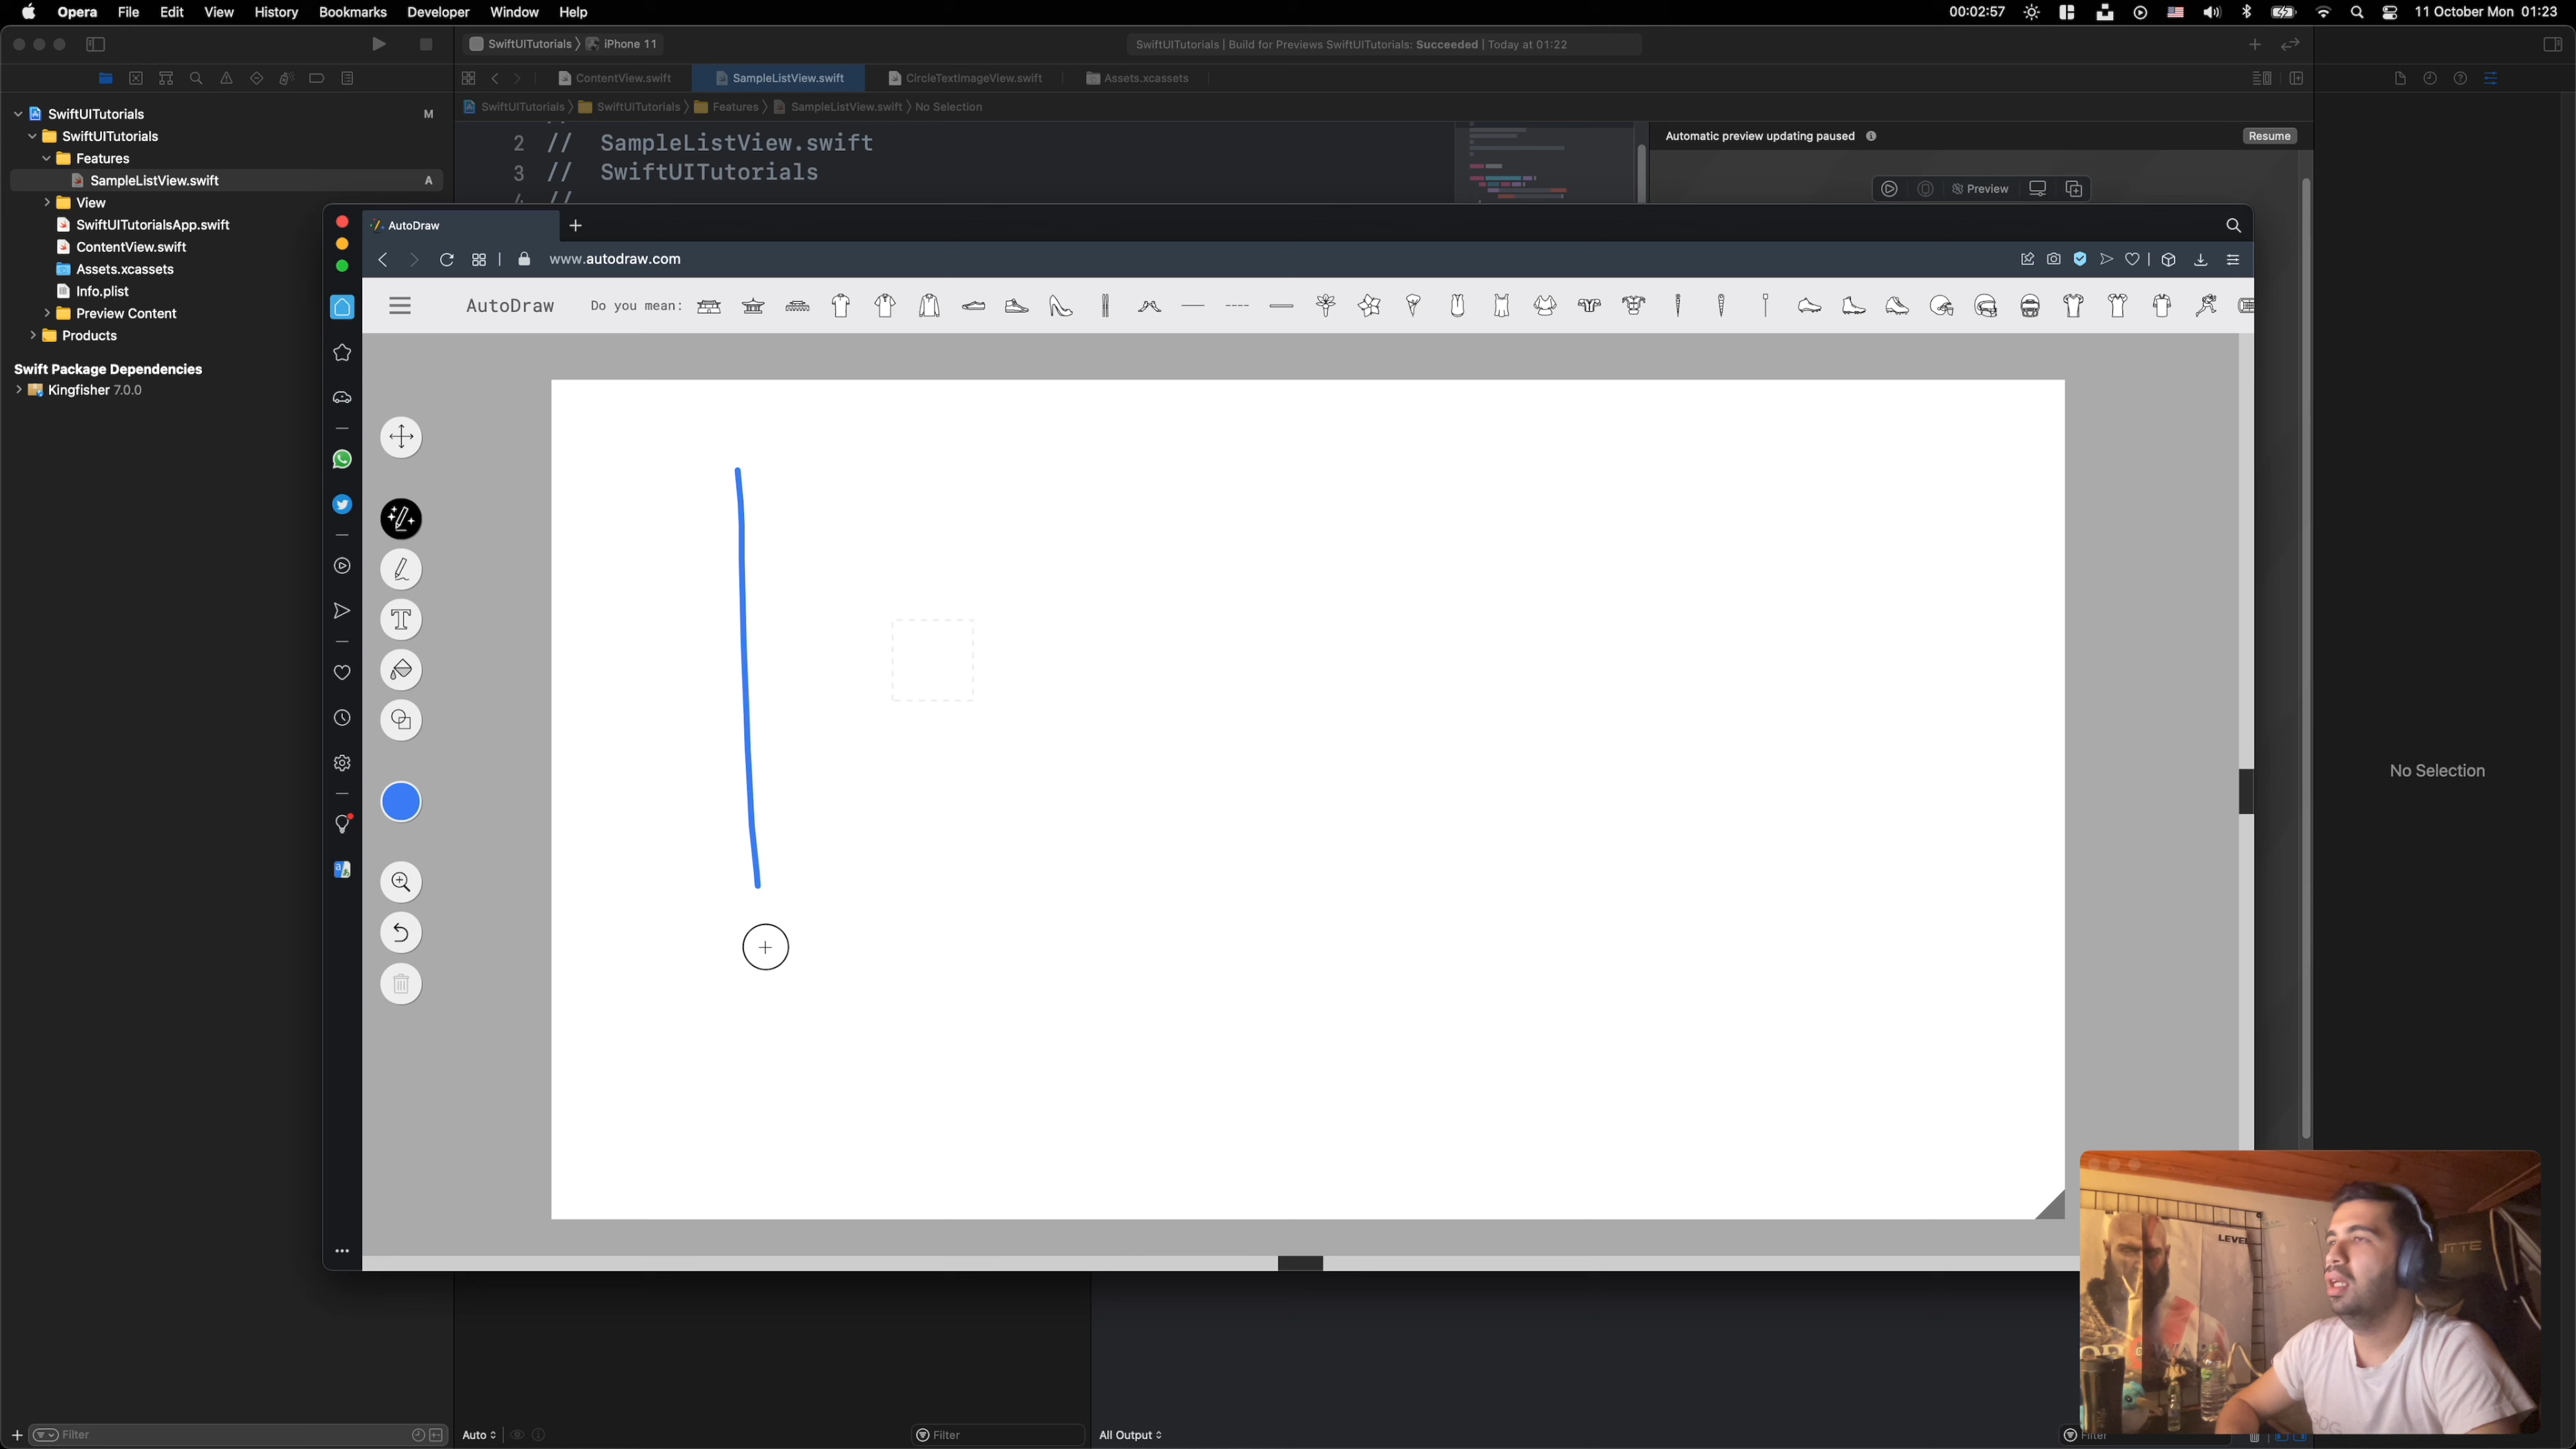 Opera File Edit View History Bookmarks Developer Window Help 00:02:57 11 October Mon 01:23
SwiftUITutorials iPhone 11 SwiftUITutorials | Build for Previews SwiftUITutorials: Succeeded | Today at 01:22
ContentView.swift SampleListView.swift CircleTextImageView.swift Assets.xcassets
SwiftUITutorials SwiftUITutorials Features SampleListView.swift No Selection
SwiftUITutorials M
SwiftUITutorials
Features
SampleListView.swift A
View
SwiftUITutorialsApp.swift
ContentView.swift
Assets.xcassets
Info.plist
Preview Content
Products
Swift Package Dependencies
Kingfisher 7.0.0
2 // SampleListView.swift
3 // SwiftUITutorials
4 //
Automatic preview updating paused Resume
Preview
AutoDraw
www.autodraw.com
AutoDraw Do you mean:
No Selection
LEVEL
Filter Auto Filter All Output Filter